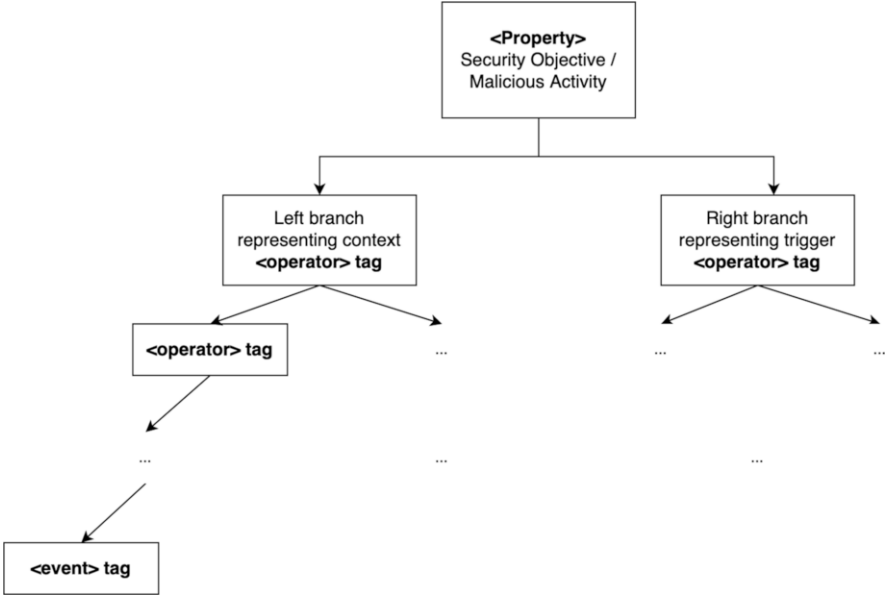 <Property>
Security Objective /
Malicious Activity
Left branch
representing context
<operator> tag
Right branch
representing trigger
<operator> tag
<operator> tag
...
...
...
...
...
...
<event> tag